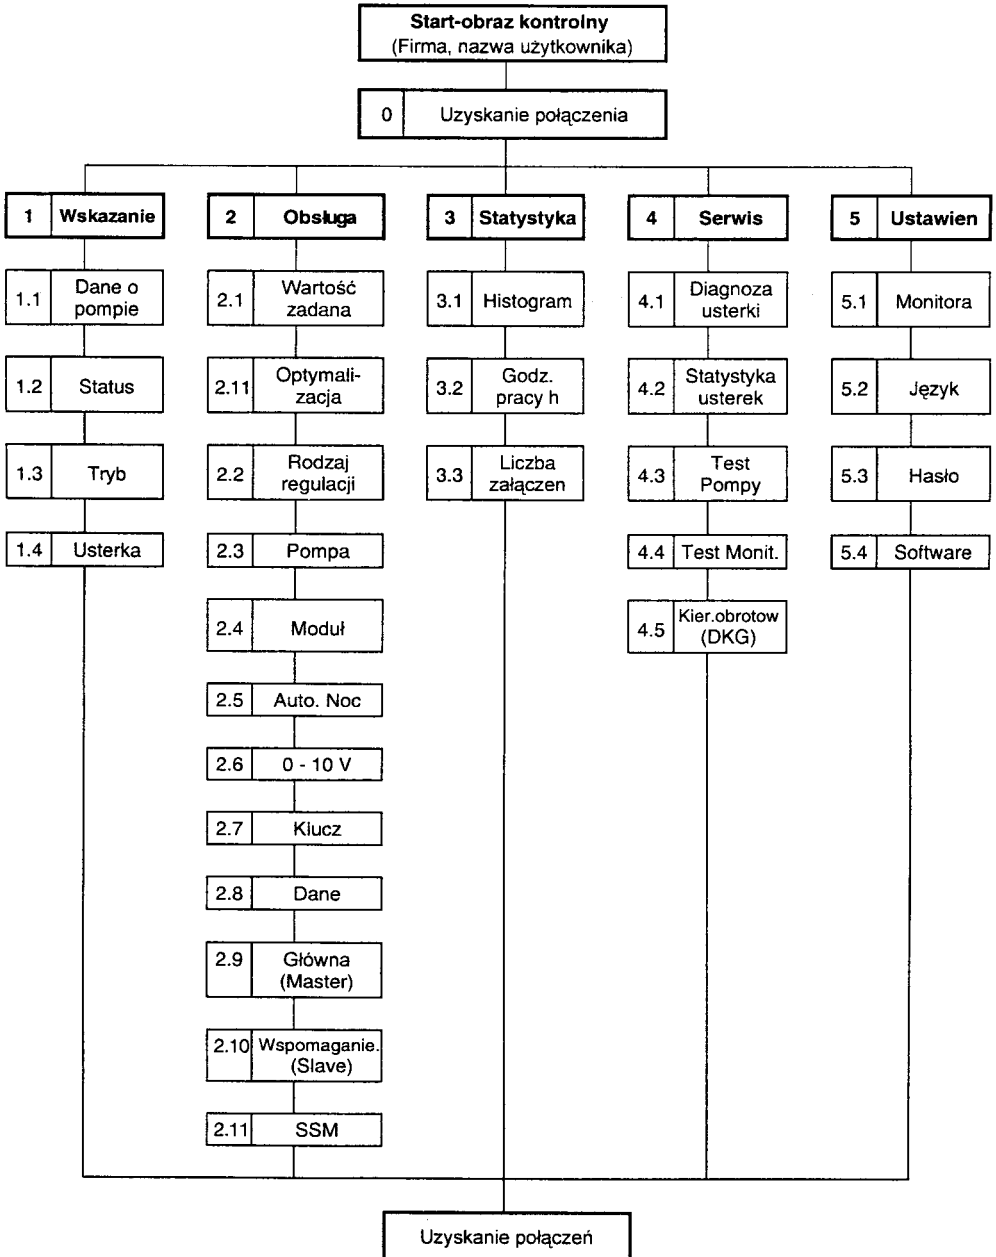 Start-obraz kontrolny
(Firma, nazwa użytkownika)
0 Uzyskanie połączenia
1 Wskazanie
1.1 Dane o
pompie
1.2 Status
1.3 Tryb
1.4 Usterka
2 Obsługa
2.1 Wartość
zadana
2.11 Optymali-
zacja
2.2 Rodzaj
regulacji
2.3 Pompa
2.4 Moduł
2.5 Auto. Noc
2.6 0 - 10 V
2.7 Klucz
2.8 Dane
2.9 Główna
(Master)
2.10 Wspomaganie.
(Slave)
2.11 SSM
3 Statystyka
3.1 Histogram
3.2 Godz.
pracy h
3.3 Liczba
załączen
4 Serwis
4.1 Diagnoza
usterki
4.2 Statystyka
usterek
4.3 Test
Pompy
4.4 Test Monit.
4.5 Kier.obrotow
(DKG)
5 Ustawien
5.1 Monitora
5.2 Język
5.3 Hasło
5.4 Software
Uzyskanie połączeń